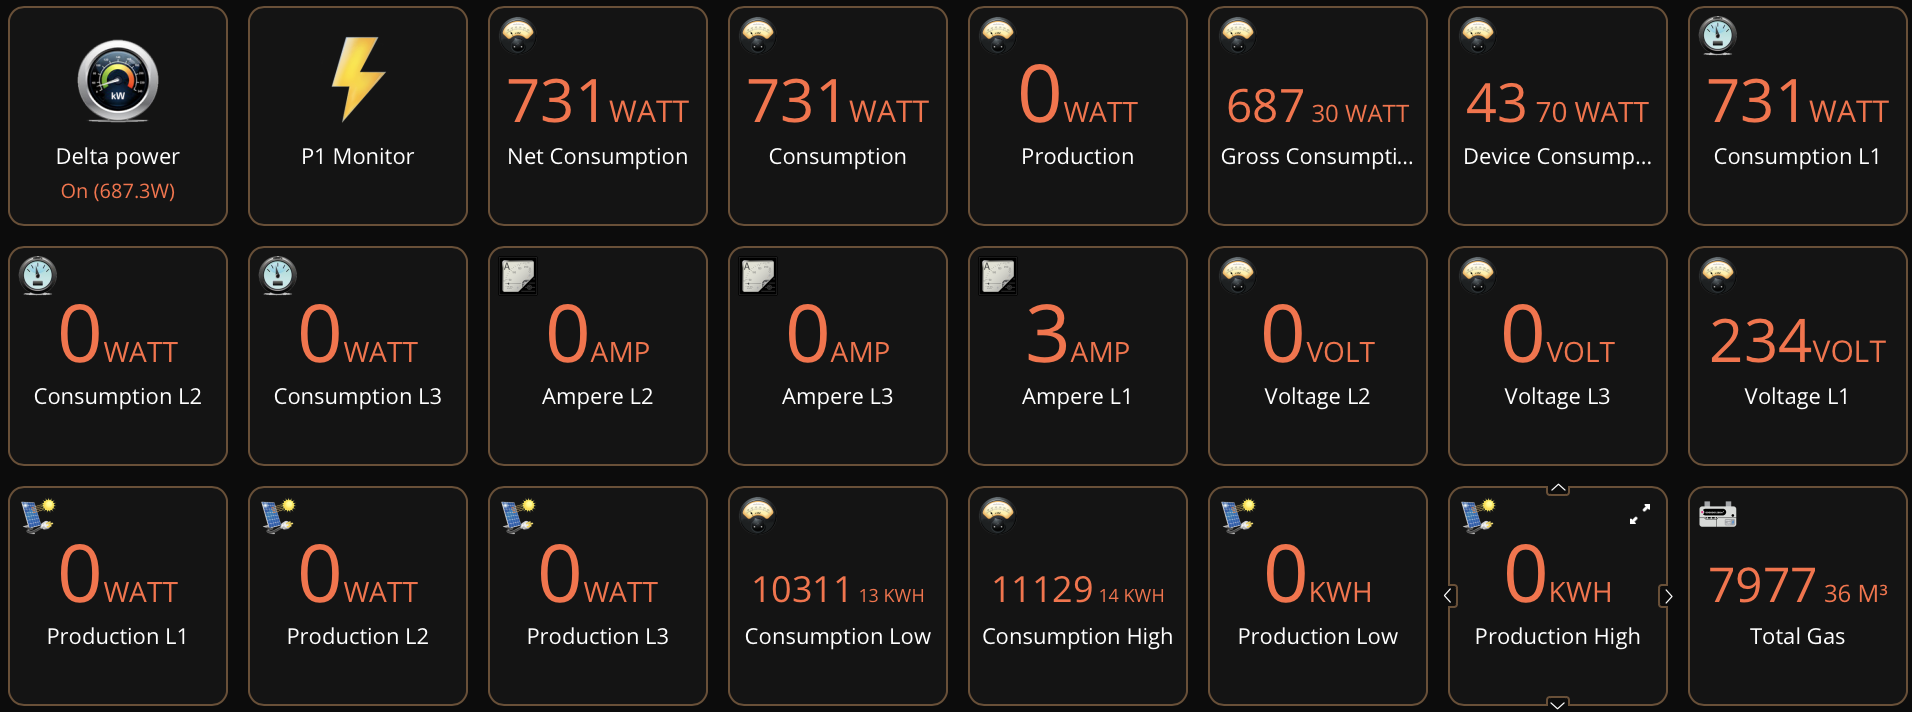 kW
Delta power
On (687.3W)
P1 Monitor
731 WATT
Net Consumption
731 WATT
Consumption
0 WATT
Production
687 30 WATT
Gross Consumpti...
43 70 WATT
Device Consump...
731 WATT
Consumption L1
0 WATT
Consumption L2
0 WATT
Consumption L3
A
0 AMP
Ampere L2
A
0 AMP
Ampere L3
A
3 AMP
Ampere L1
0 VOLT
Voltage L2
0 VOLT
Voltage L3
234 VOLT
Voltage L1
0 WATT
Production L1
0 WATT
Production L2
0 WATT
Production L3
10311 13 KWH
Consumption Low
11129 14 KWH
Consumption High
0 KWH
Production Low
0 KWH
Production High
7977 36 M³
Total Gas